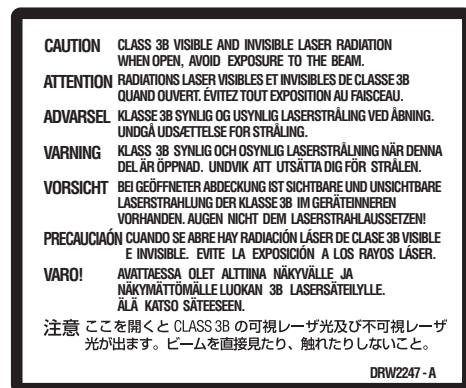 CAUTION CLASS 3B VISIBLE AND INVISIBLE LASER RADIATION
WHEN OPEN, AVOID EXPOSURE TO THE BEAM.
ATTENTION RADIATIONS LASER VISIBLES ET INVISIBLES DE CLASSE 3B
QUAND OUVERT. ÉVITEZ TOUT EXPOSITION AU FAISCEAU.
ADVARSEL KLASSE 3B SYNLIG OG USYNLIG LASERSTRÅLING VED ÅBNING.
UNDGÅ UDSÆTTELSE FOR STRÅLING.
VARNING KLASS 3B SYNLIG OCH OSYNLIG LASERSTRÅLNING NÄR DENNA
DEL ÄR ÖPPNAD. UNDVIK ATT UTSÄTTA DIG FÖR STRÅLEN.
VORSICHT BEI GEÖFFNETER ABDECKUNG IST SICHTBARE UND UNSICHTBARE
LASERSTRAHLUNG DER KLASSE 3B IM GERÄTEINNEREN
VORHANDEN. AUGEN NICHT DEM LASERSTRAHLAUSSETZEN!
PRECAUCIAÓN CUANDO SE ABRE HAY RADIACIÓN LÁSER DE CLASE 3B VISIBLE
E INVISIBLE. EVITE LA EXPOSICIÓN A LOS RAYOS LÁSER.
VARO! AVATTAESSA OLET ALTTIINA NÄKYVÄLLE JA
NÄKYMÄTTÖMÄLLE LUOKAN 3B LASERSÄTEILYLLE.
ÄLÄ KATSO SÄTEESEEN.
注意 ここを開くと CLASS 3B の可視レーザ光及び不可視レーザ
光が出ます。ビームを直接見たり、触れたりしないこと。
DRW2247 - A